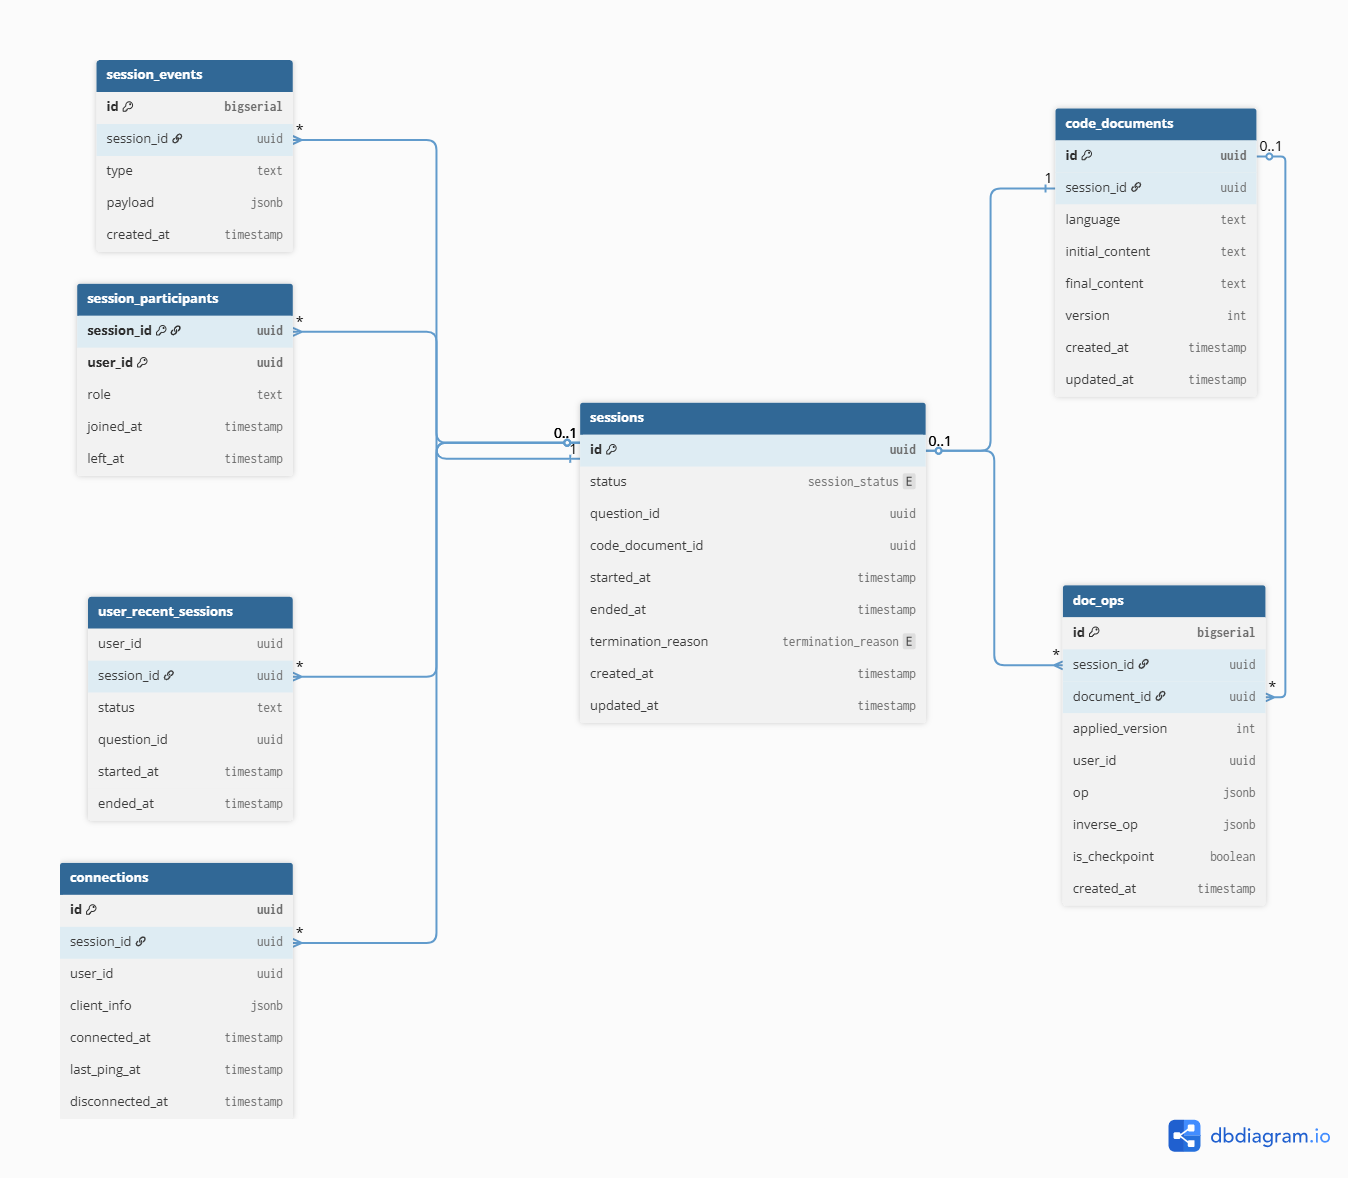 session_events
id bigserial
session_id uuid
type text
payload jsonb
created_at timestamp
*
session_participants
session_id uuid
user_id uuid
role text
joined_at timestamp
left_at timestamp
*
user_recent_sessions
user_id uuid
session_id uuid
status text
question_id uuid
started_at timestamp
ended_at timestamp
*
connections
id uuid
session_id uuid
user_id uuid
client_info jsonb
connected_at timestamp
last_ping_at timestamp
disconnected_at timestamp
*
0..1
1
sessions
id uuid
status session_status E
question_id uuid
code_document_id uuid
started_at timestamp
ended_at timestamp
termination_reason termination_reason E
created_at timestamp
updated_at timestamp
0..1
1
code_documents
id uuid
session_id uuid
language text
initial_content text
final_content text
version int
created_at timestamp
updated_at timestamp
0..1
*
doc_ops
id bigserial
session_id uuid
document_id uuid
applied_version int
user_id uuid
op jsonb
inverse_op jsonb
is_checkpoint boolean
created_at timestamp
*
dbdiagram.io